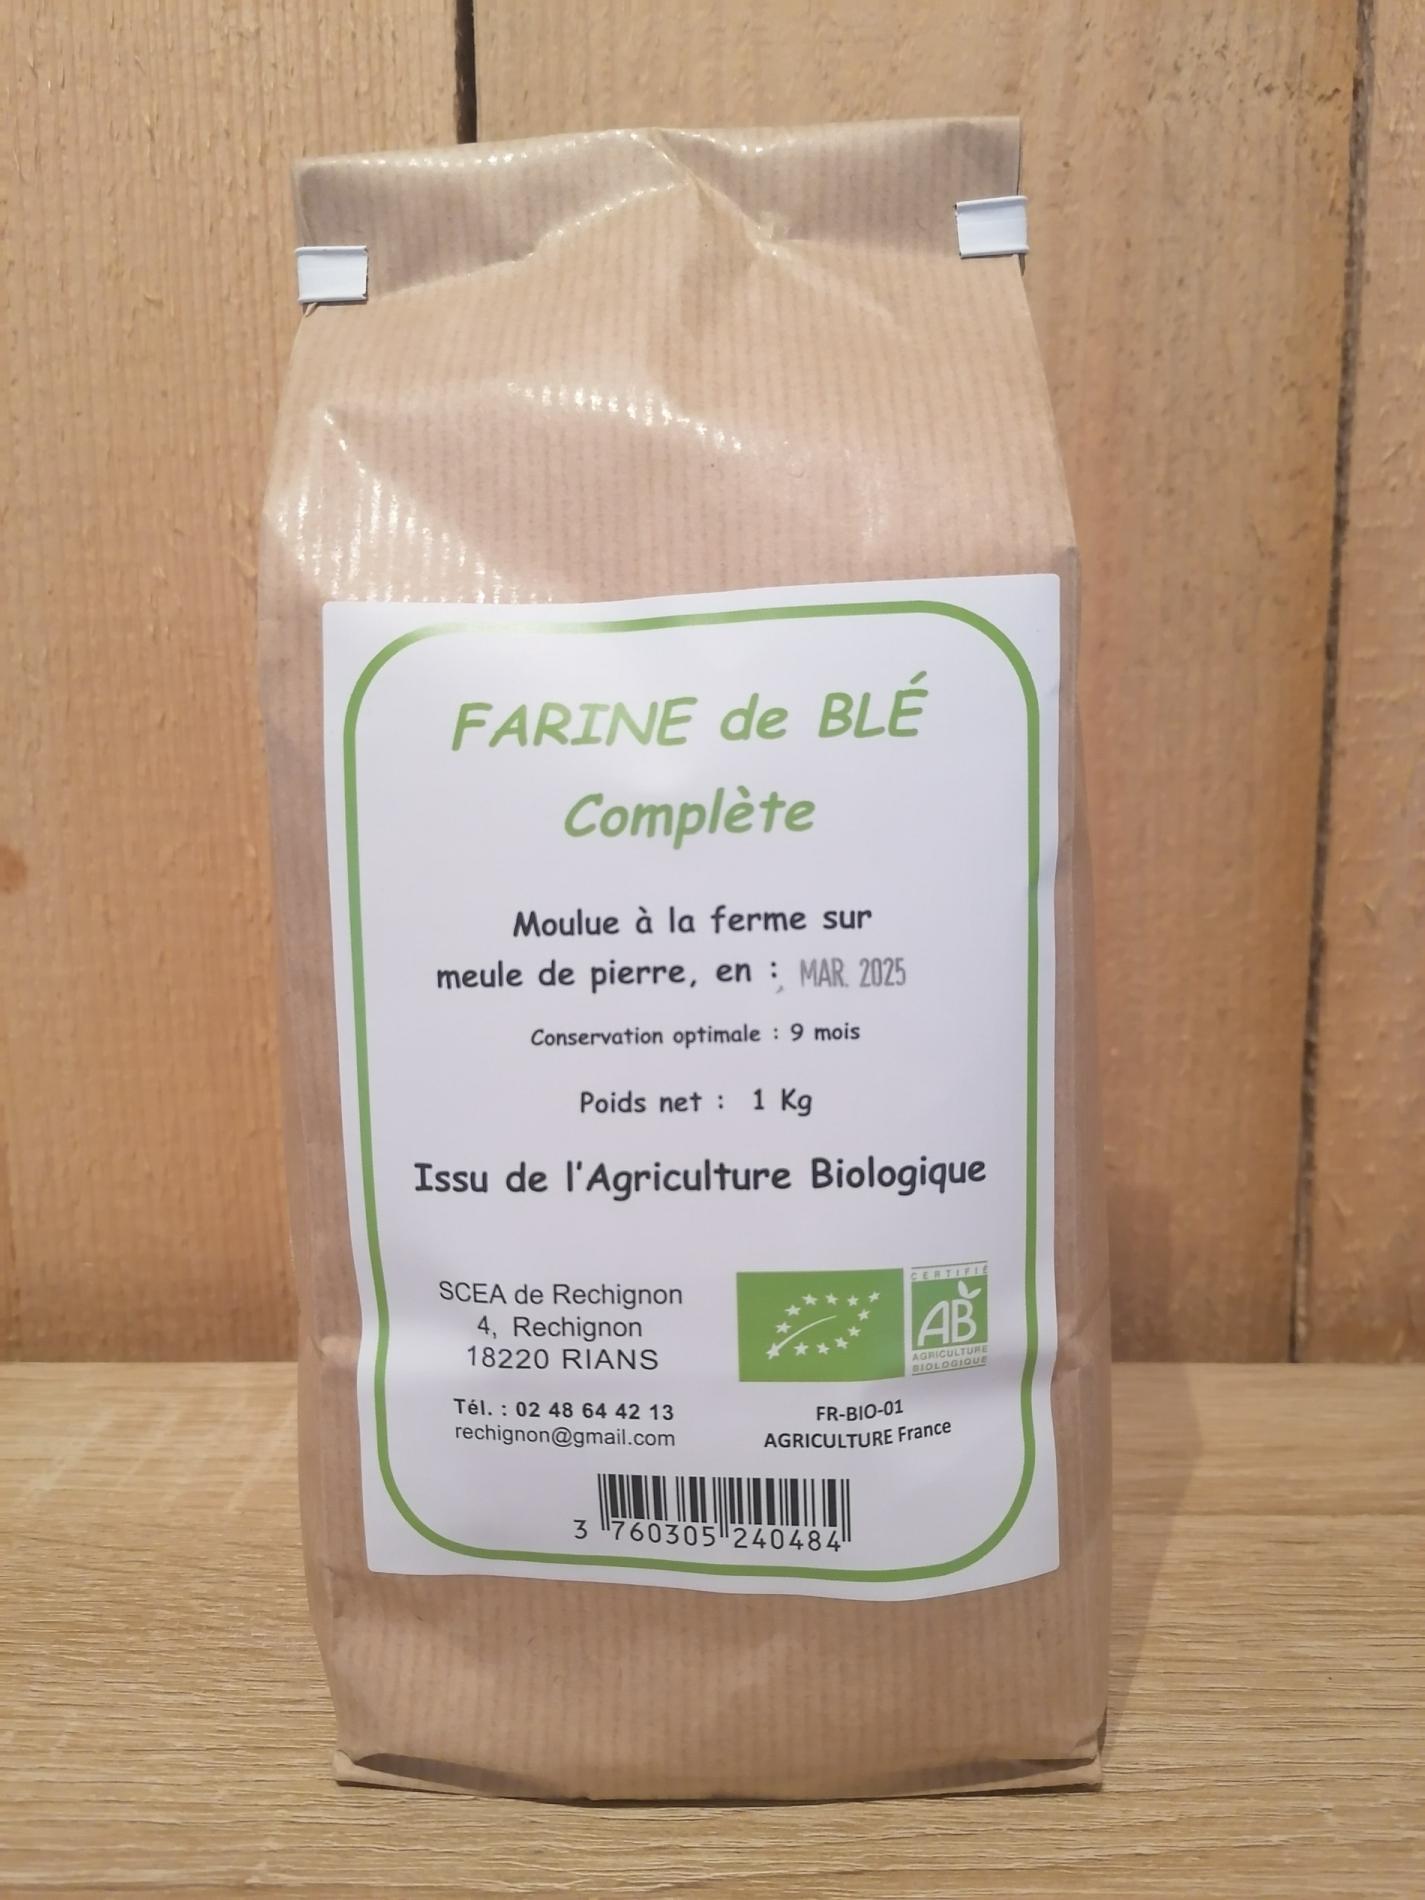 FARINE de BLÉ
Complète
Moulue à la ferme sur
meule de pierre, en : MAR. 2025
Conservation optimale : 9 mois
Poids net : 1 Kg
Issu de l'Agriculture Biologique
SCEA de Rechignon
4, Rechignon
18220 RIANS
Tél. : 02 48 64 42 13
rechignon@gmail.com
CERTIFIÉ
AB
AGRICULTURE
BIOLOGIQUE
FR-BIO-01
AGRICULTURE France
3 760305 240484